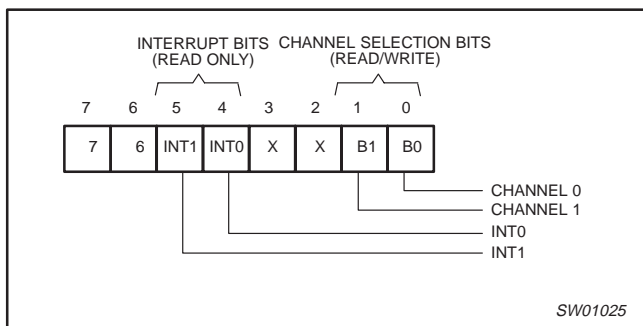 INTERRUPT BITS CHANNEL SELECTION BITS
(READ ONLY) (READ/WRITE)
7 6 5 4 3 2 1 0
7 6 INT1 INT0 X X B1 B0
CHANNEL 0
CHANNEL 1
INT0
INT1
SW01025